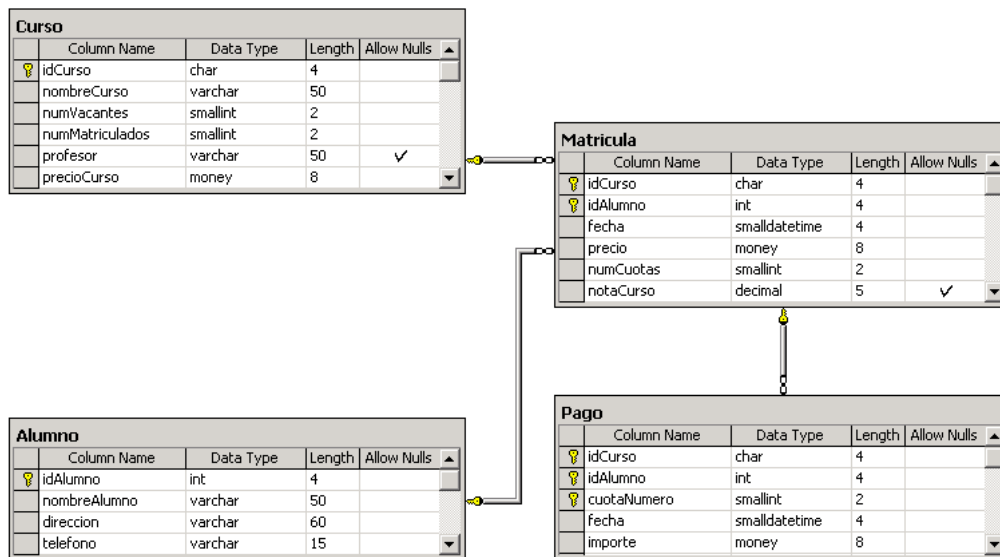 Curso
Column Name Data Type Length Allow Nulls
idCurso char 4
nombreCurso varchar 50
numVacantes smallint 2
numMatriculados smallint 2
profesor varchar 50
precioCurso money 8
Matricula
Column Name Data Type Length Allow Nulls
idCurso char 4
idAlumno int 4
fecha smalldatetime 4
precio money 8
numCuotas smallint 2
notaCurso decimal 5
Alumno
Column Name Data Type Length Allow Nulls
idAlumno int 4
nombreAlumno varchar 50
direccion varchar 60
telefono varchar 15
Pago
Column Name Data Type Length Allow Nulls
idCurso char 4
idAlumno int 4
cuotaNumero smallint 2
fecha smalldatetime 4
importe money 8